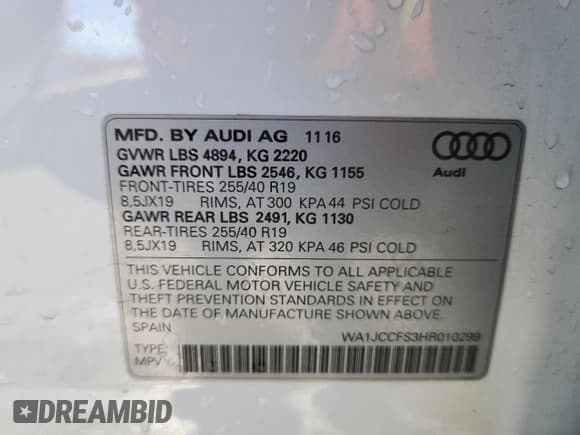 MFD. BY AUDI AG 11 16
GVWR LBS 4894, KG 2220
GAWR FRONT LBS 2546, KG 1155
FRONT-TIRES 255/40 R19
8,5JX19 RIMS, AT 300 KPA 44 PSI COLD
GAWR REAR LBS 2491, KG 1130
REAR-TIRES 255/40 R19
8,5JX19 RIMS, AT 320 KPA 46 PSI COLD
Audi
THIS VEHICLE CONFORMS TO ALL APPLICABLE
U.S. FEDERAL MOTOR VEHICLE SAFETY AND
THEFT PREVENTION STANDARDS IN EFFECT ON
THE DATE OF MANUFACTURE SHOWN ABOVE.
SPAIN WA1JCCFS3HR010299
TYPE:
MPV
DREAMBID